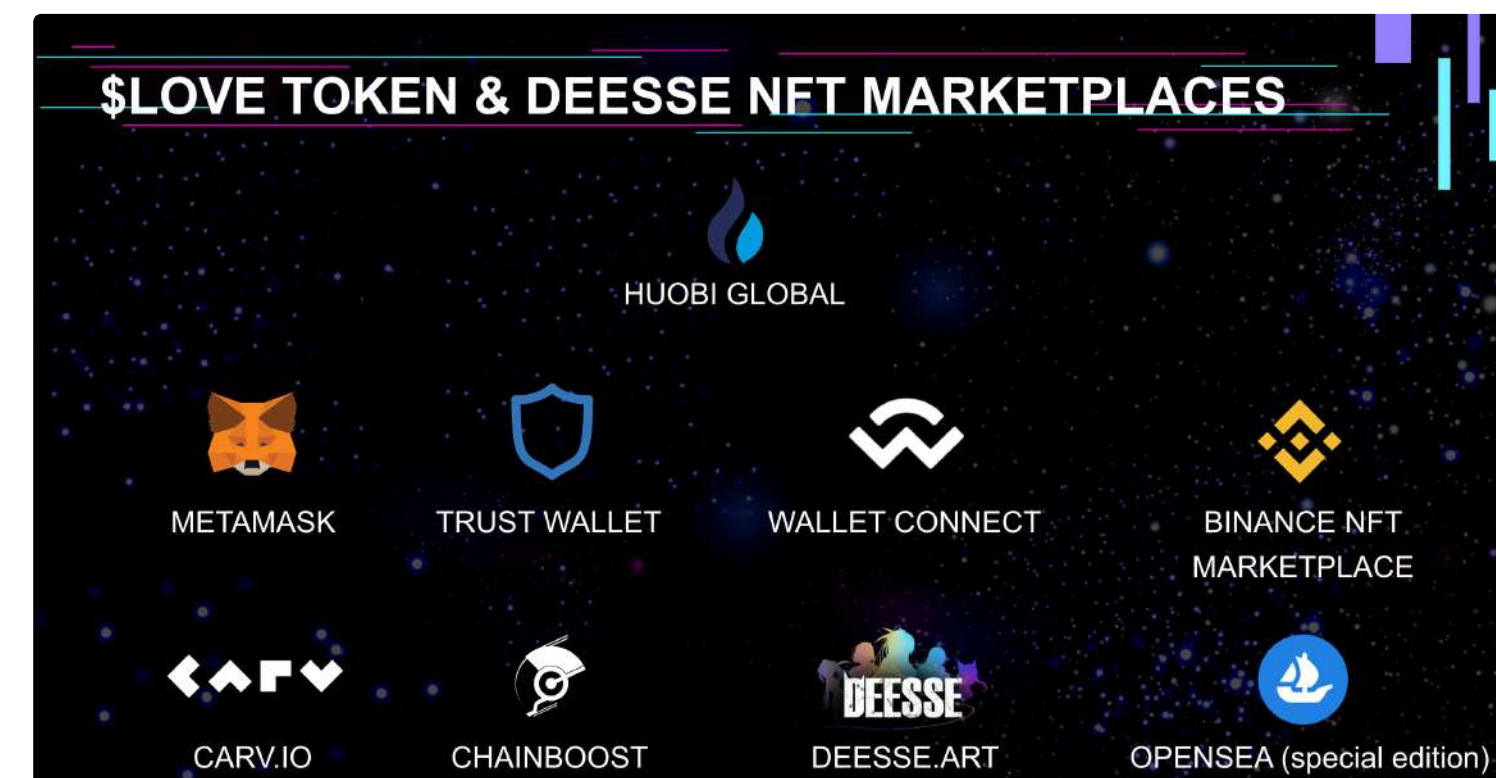 $LOVE TOKEN & DEESSE NFT MARKETPLACES
HUOBI GLOBAL
METAMASK
TRUST WALLET
WALLET CONNECT
BINANCE NFT
MARKETPLACE
CARV
CARV.IO
CHAINBOOST
DEESSE
DEESSE.ART
OPENSEA (special edition)